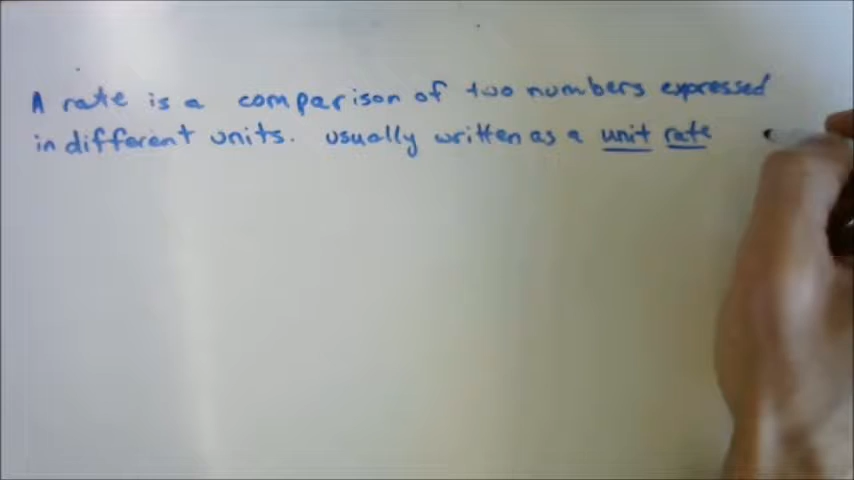 A rate is a comparison of two numbers expressed
in different units. usually written as a unit rate